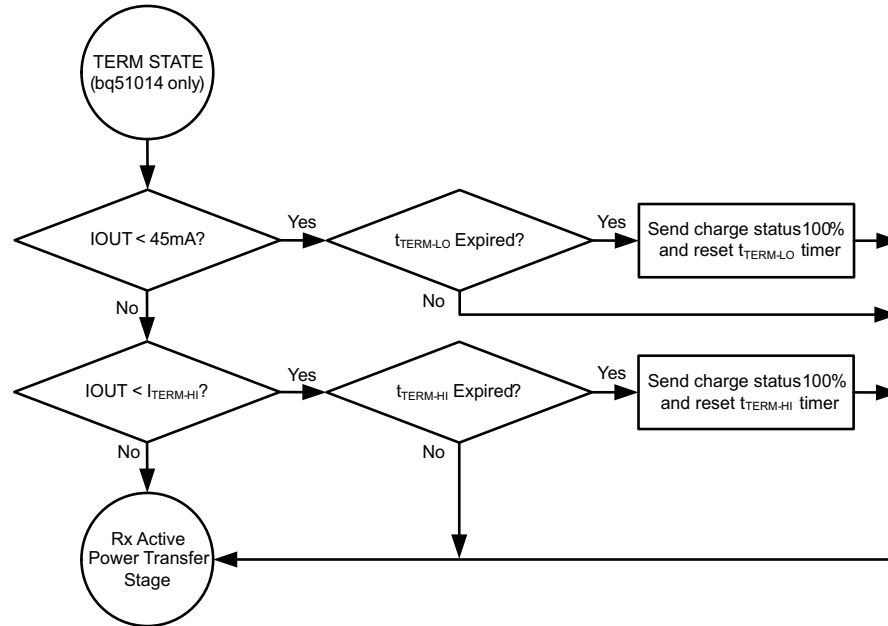 TERM STATE
(bq51014 only)
IOUT < 45mA?
Yes
tTERM-LO Expired?
Yes
Send charge status100%
and reset tTERM-LO timer
No
No
IOUT < ITERM-HI?
Yes
tTERM-HI Expired?
Yes
Send charge status100%
and reset tTERM-HI timer
No
No
Rx Active
Power Transfer
Stage